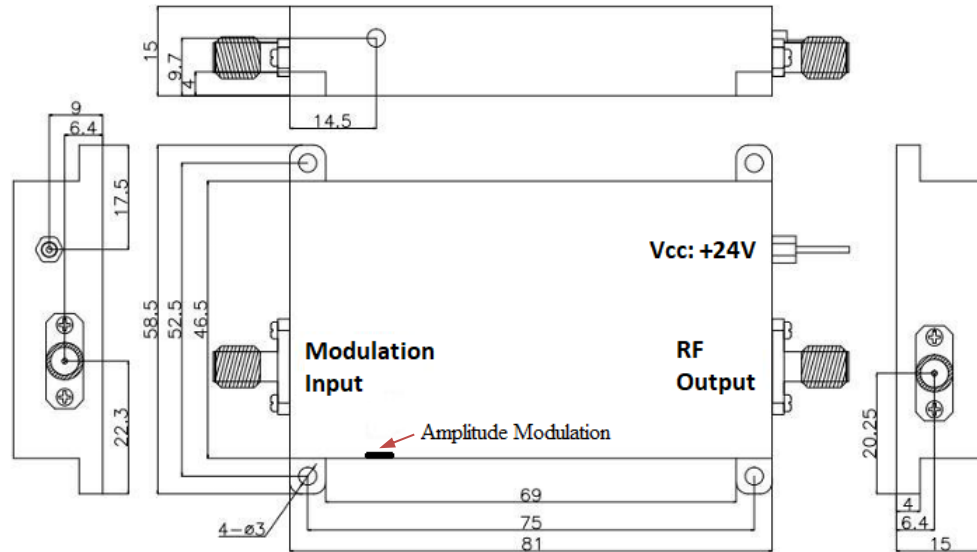 15
9.7
4
14.5
9
6.4
17.5
22.3
58.5
52.5
46.5
Vcc: +24V
Modulation
Input
RF
Output
Amplitude Modulation
4-ø3
69
75
81
20.25
4
6.4
15